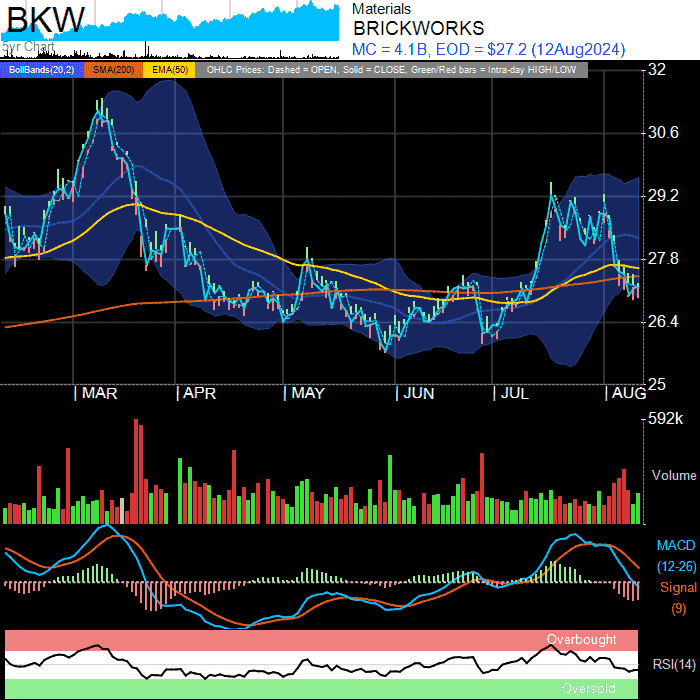 BKW
5yr Chart
Materials
BRICKWORKS
MC = 4.1B, EOD = $27.2 (12Aug2024)
BollBands(20,2) SMA(200) EMA(50) OHLC Prices: Dashed = OPEN, Solid = CLOSE, Green/Red bars = Intra-day HIGH/LOW
32
30.6
29.2
27.8
26.4
25
| MAR | APR | MAY | JUN | JUL | AUG
592k
Volume
MACD
(12-26)
Signal
(9)
Overbought
RSI(14)
Oversold